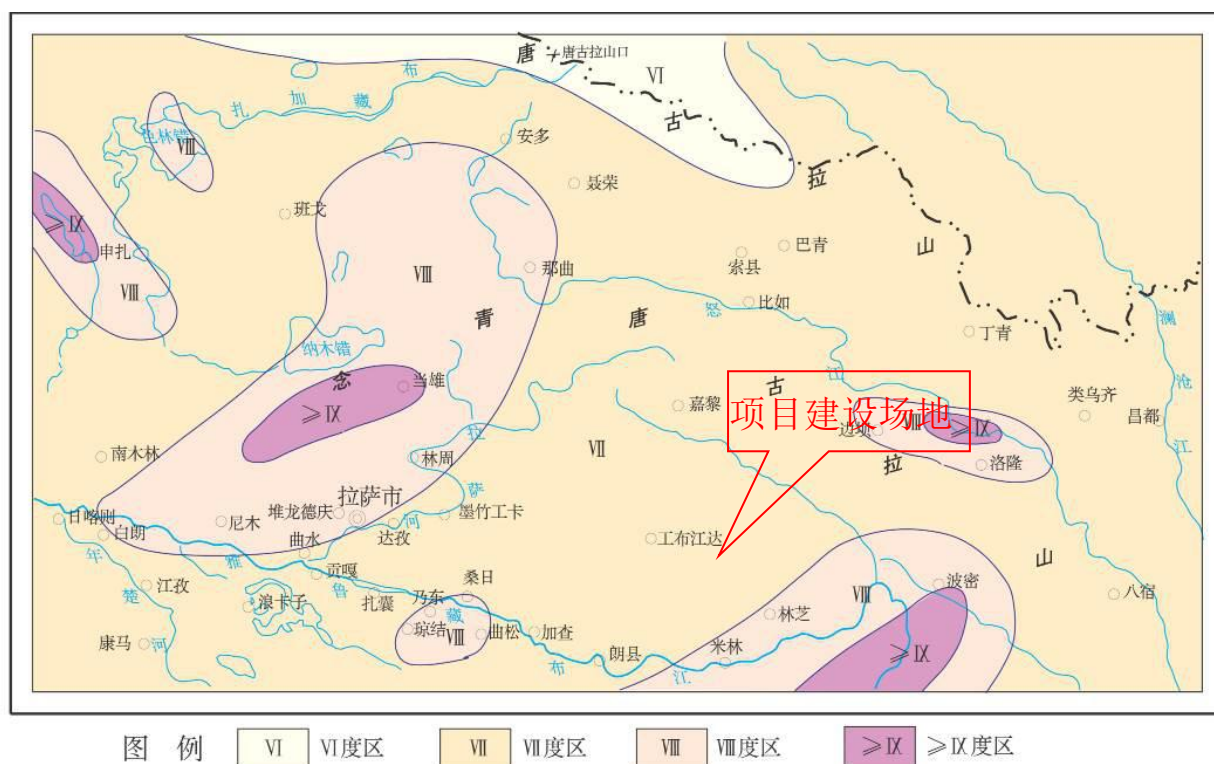 唐古拉山口
唐
布
藏
加
扎
VI
古
色林错
VIII
安多
拉
聂荣
班戈
≥IX
申扎
山
巴青
索县
那曲
VIII
VIII
青
唐
怒
比如
澜
丁青
纳木错
沧
念
当雄
古
江
类乌齐
昌都
嘉黎
项目建设场地
≥IX
边坝
VIII
≥IX
拉
江
VII
南木林
林周
拉
洛隆
萨
拉萨市
堆龙德庆
墨竹工卡
日喀则
白朗
尼木
达孜
河
曲水
工布江达
年
雅
山
江孜
贡嘎
鲁
桑日
波密
八宿
楚
浪卡子
扎囊
乃东
藏
林芝
VIII
康马
河
琼结
VIII
曲松
加查
布
朗县
米林
江
≥IX
图 例
VI
VI度区
VII
VII度区
VIII
VIII度区
≥IX
≥IX度区